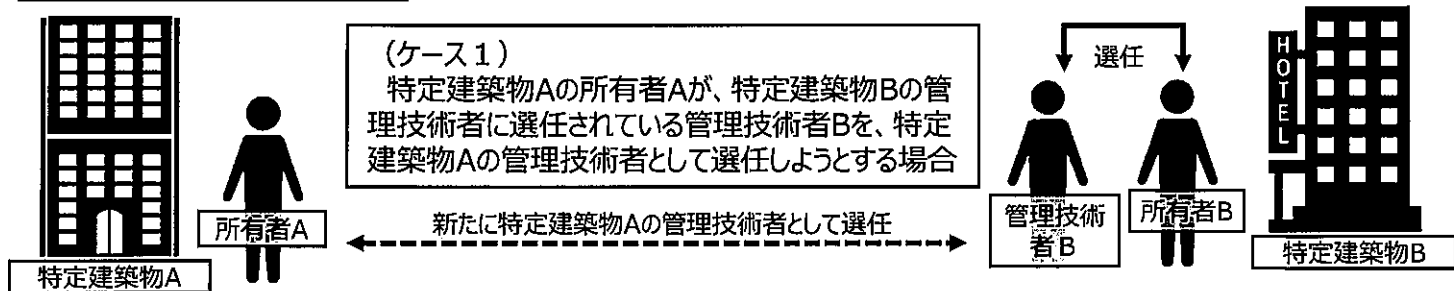 （ケース１）
特定建築物Aの所有者Aが、特定建築物Bの管
理技術者に選任されている管理技術者Bを、特定
建築物Aの管理技術者として選任しようとする場合
選任
HOTEL
所有者A
新たに特定建築物Aの管理技術者として選任
管理技術
者B
所有者B
特定建築物A
特定建築物B